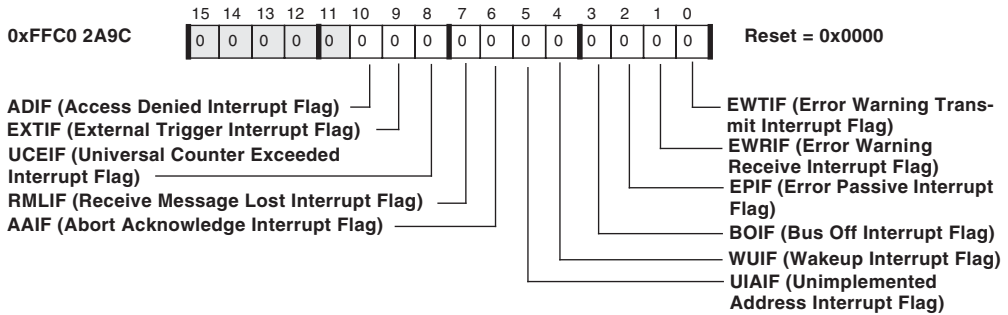 15 14 13 12 11 10 9 8 7 6 5 4 3 2 1 0
0xFFC0 2A9C
0 0 0 0 0 0 0 0 0 0 0 0 0 0 0 0
Reset = 0x0000
ADIF (Access Denied Interrupt Flag)
EXTIF (External Trigger Interrupt Flag)
UCEIF (Universal Counter Exceeded
Interrupt Flag)
RMLIF (Receive Message Lost Interrupt Flag)
AAIF (Abort Acknowledge Interrupt Flag)
EWTIF (Error Warning Trans-
mit Interrupt Flag)
EWRIF (Error Warning
Receive Interrupt Flag)
EPIF (Error Passive Interrupt
Flag)
BOIF (Bus Off Interrupt Flag)
WUIF (Wakeup Interrupt Flag)
UIAIF (Unimplemented
Address Interrupt Flag)